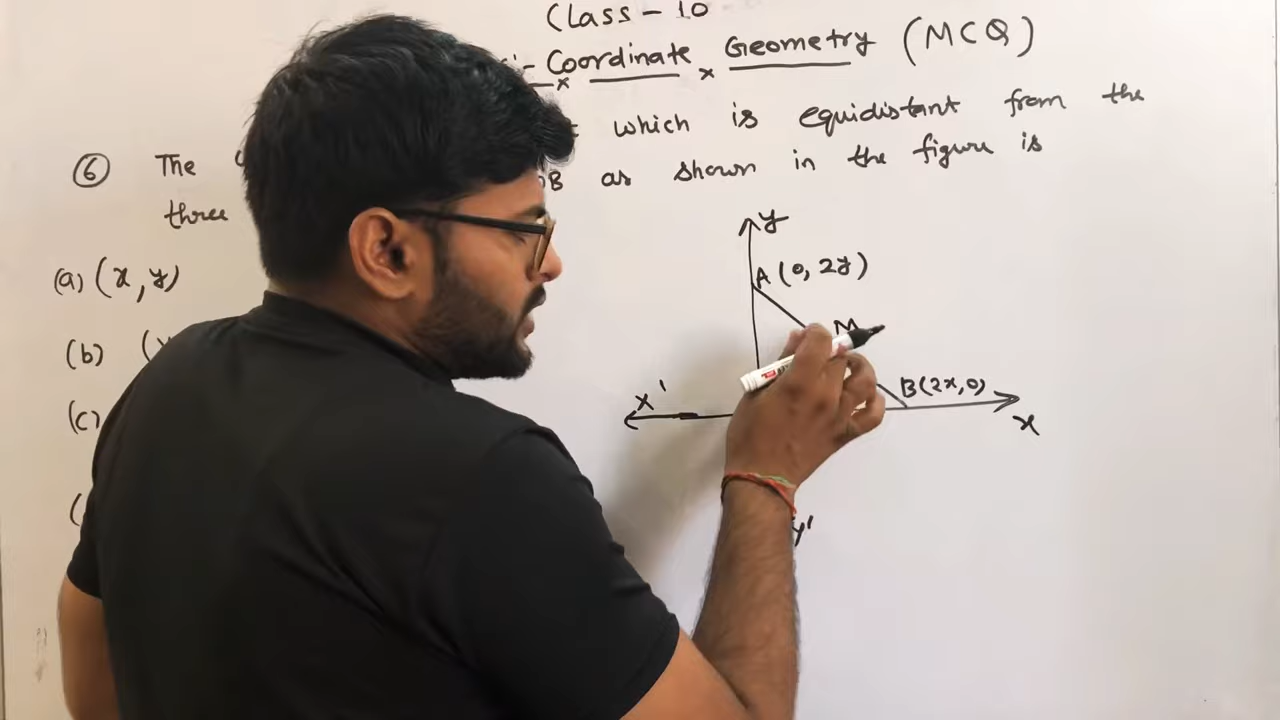 Class - 10
Coordinate Geometry (MCQ)
which is equidistant from the
⑥ The
B as shown in the figure is
three
(a) (x, y)
(b)
(c)
y
A (0, 2y)
M
B(2x,0)
x'
x
y'